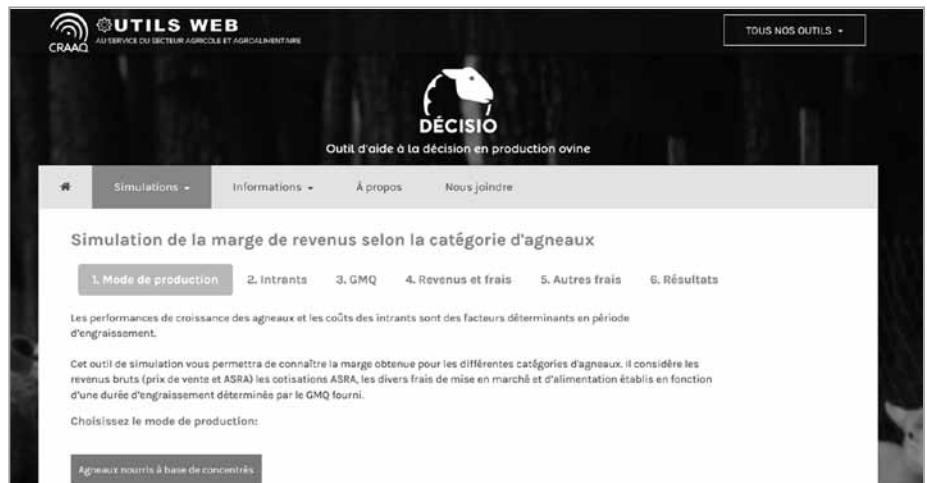 CRAAQ
OUTILS WEB
AU SERVICE DU SECTEUR AGRICOLE ET AGROALIMENTAIRE
TOUS NOS OUTILS
DÉCISIO
Outil d'aide à la décision en production ovine
Simulations
Informations
À propos
Nous joindre
Simulation de la marge de revenus selon la catégorie d'agneaux
1. Mode de production
2. Intrants
3. GMQ
4. Revenus et frais
5. Autres frais
6. Résultats
Les performances de croissance des agneaux et les coûts des intrants sont des facteurs déterminants en période
d'engraissement.
Cet outil de simulation vous permettra de connaître la marge obtenue pour les différentes catégories d'agneaux. Il considère les
revenus bruts (prix de vente et ASRA) les cotisations ASRA, les divers frais de mise en marché et d'alimentation établis en fonction
d'une durée d'engraissement déterminée par le GMQ fourni.
Choisissez le mode de production:
Agneaux nourris à base de concentrés